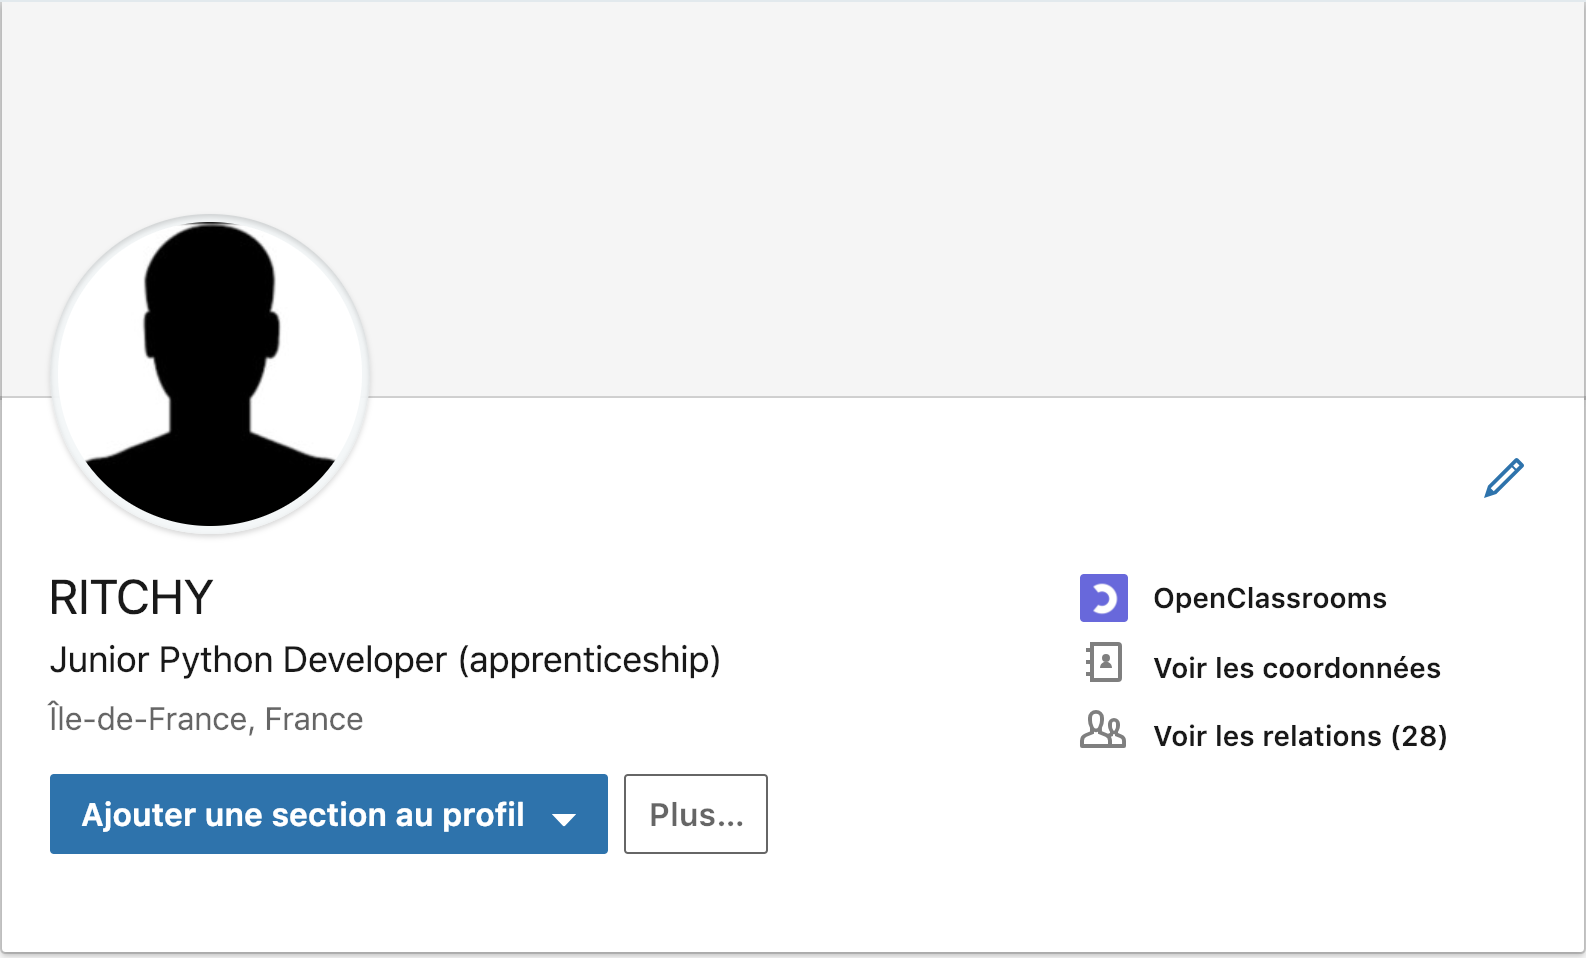 RITCHY
Junior Python Developer (apprenticeship)
Île-de-France, France
Ajouter une section au profil
Plus...
OpenClassrooms
Voir les coordonnées
Voir les relations (28)